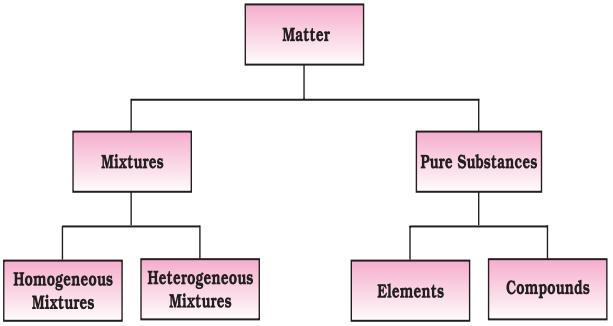 Matter
Mixtures
Pure Substances
Homogeneous
Mixtures
Heterogeneous
Mixtures
Elements
Compounds